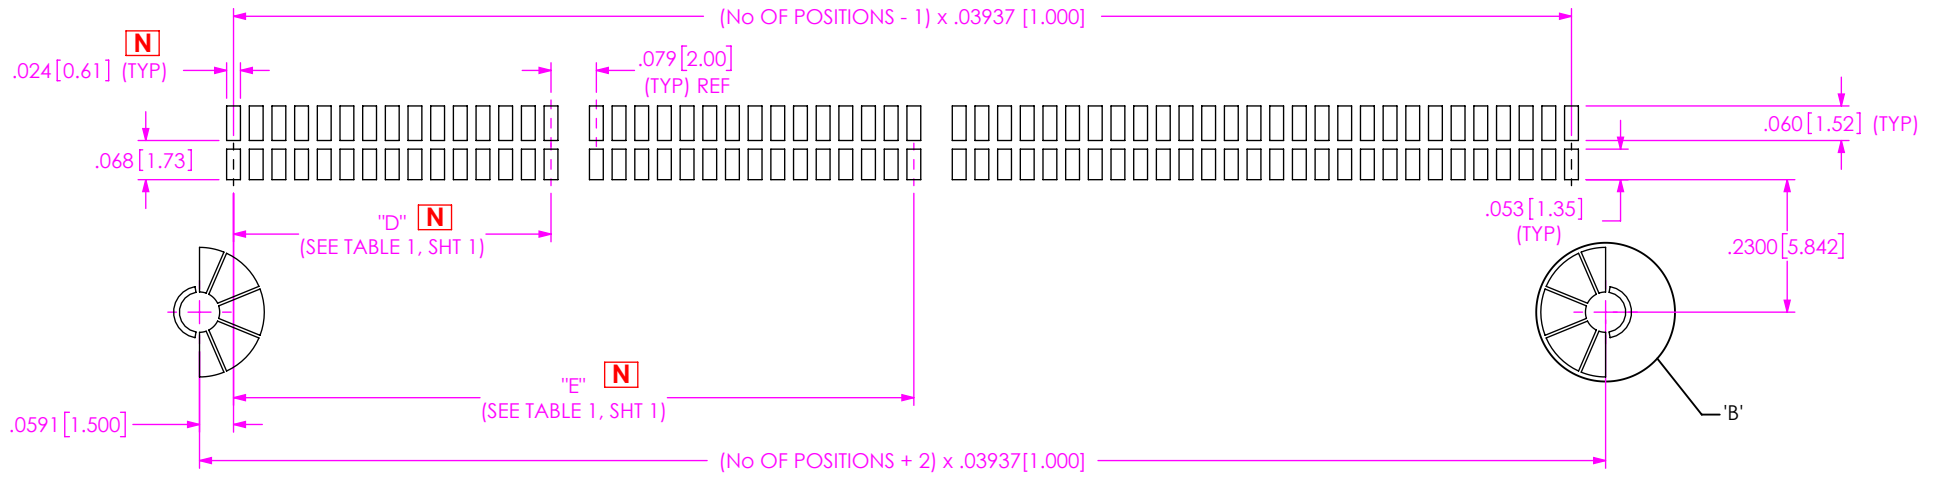 (No OF POSITIONS - 1) x .03937 [1.000]
N
.024[0.61] (TYP)
.079[2.00]
(TYP) REF
.060[1.52] (TYP)
.068[1.73]
"D" N
(SEE TABLE 1, SHT 1)
.053[1.35]
(TYP)
.2300[5.842]
"E" N
(SEE TABLE 1, SHT 1)
.0591[1.500]
'B'
(No OF POSITIONS + 2) x .03937[1.000]